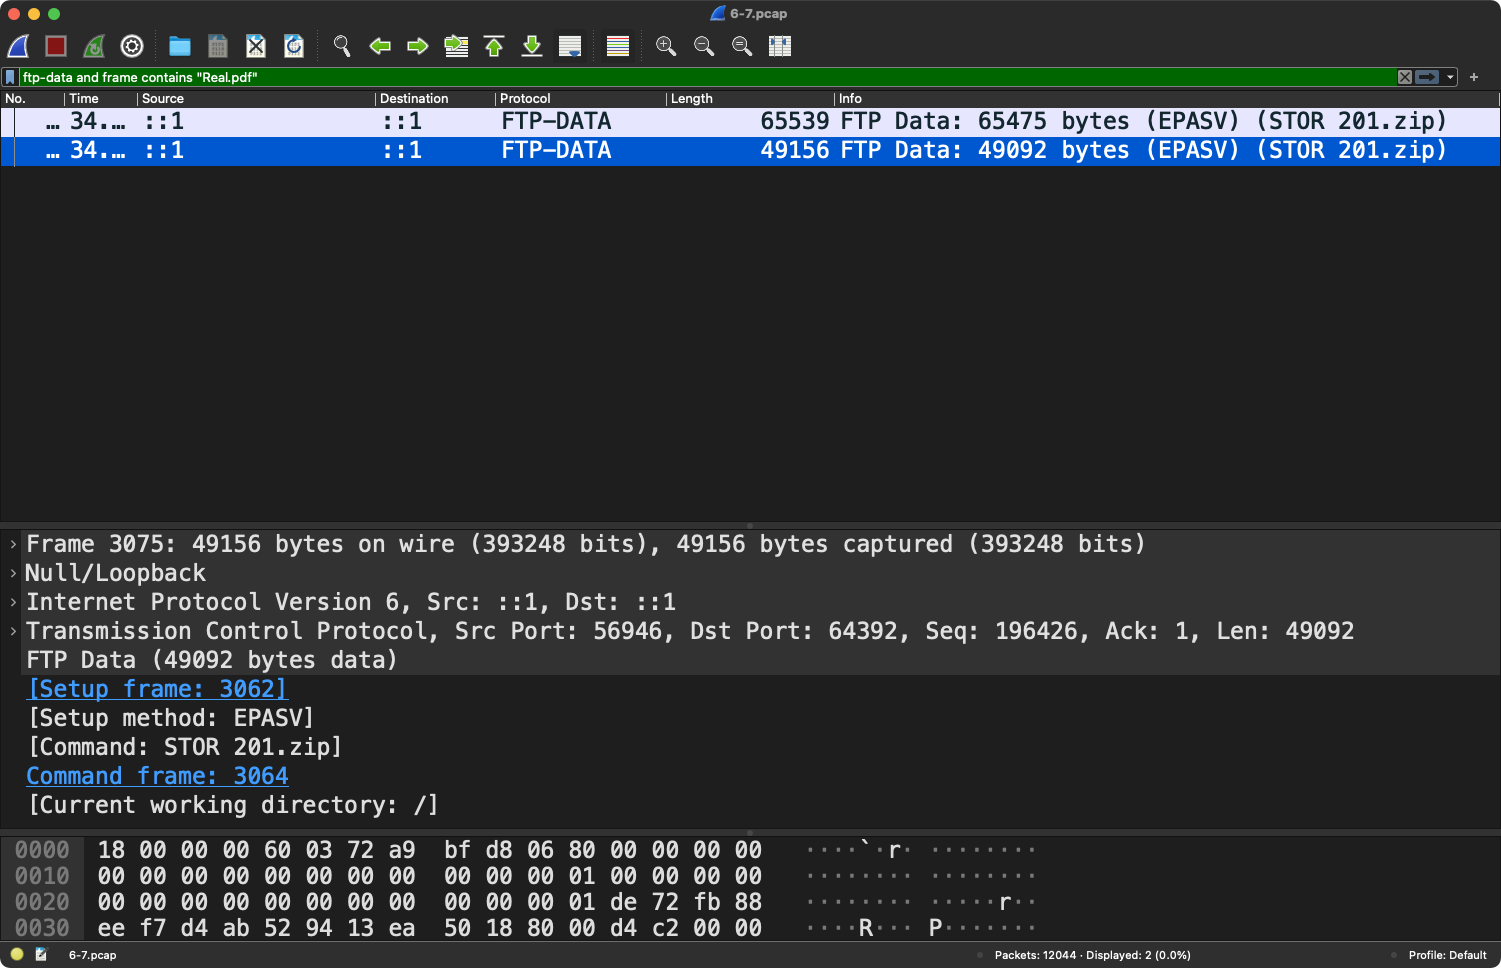 6-7.pcap
ftp-data and frame contains "Real.pdf"
No. Time Source Destination Protocol Length Info
… 34.… ::1 ::1 FTP-DATA 65539 FTP Data: 65475 bytes (EPASV) (STOR 201.zip)
… 34.… ::1 ::1 FTP-DATA 49156 FTP Data: 49092 bytes (EPASV) (STOR 201.zip)
Frame 3075: 49156 bytes on wire (393248 bits), 49156 bytes captured (393248 bits)
Null/Loopback
Internet Protocol Version 6, Src: ::1, Dst: ::1
Transmission Control Protocol, Src Port: 56946, Dst Port: 64392, Seq: 196426, Ack: 1, Len: 49092
FTP Data (49092 bytes data)
[Setup frame: 3062]
[Setup method: EPASV]
[Command: STOR 201.zip]
Command frame: 3064
[Current working directory: /]
0000 18 00 00 00 60 03 72 a9 bf d8 06 80 00 00 00 00 ····`·r· ········
0010 00 00 00 00 00 00 00 00 00 00 00 01 00 00 00 00 ········ ········
0020 00 00 00 00 00 00 00 00 00 00 00 01 de 72 fb 88 ········ ·····r··
0030 ee f7 d4 ab 52 94 13 ea 50 18 80 00 d4 c2 00 00 ····R··· P·······
6-7.pcap Packets: 12044 · Displayed: 2 (0.0%) Profile: Default